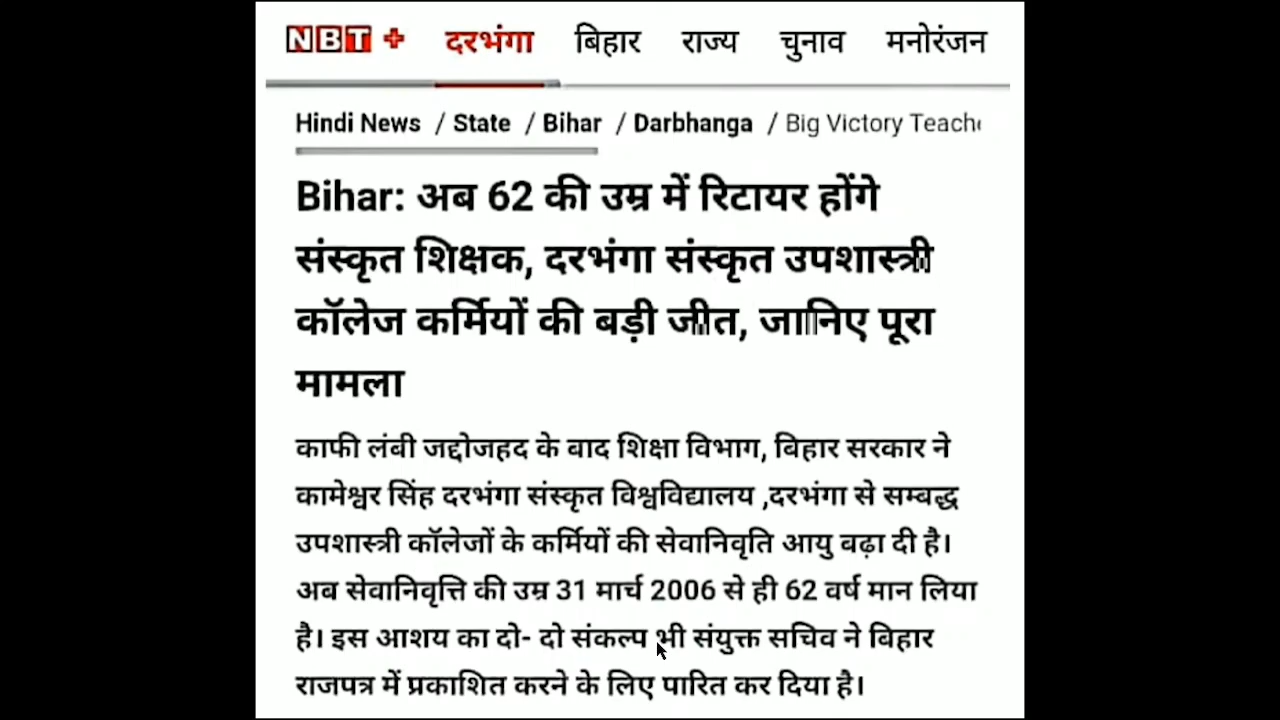 NBT + दरभंगा बिहार राज्य चुनाव मनोरंजन
Hindi News / State / Bihar / Darbhanga / Big Victory Teach
Bihar: अब 62 की उम्र में रिटायर होंगे
संस्कृत शिक्षक, दरभंगा संस्कृत उपशास्त्री
कॉलेज कर्मियों की बड़ी जीत, जानिए पूरा
मामला
काफी लंबी जद्दोजहद के बाद शिक्षा विभाग, बिहार सरकार ने
कामेश्वर सिंह दरभंगा संस्कृत विश्वविद्यालय ,दरभंगा से सम्बद्ध
उपशास्त्री कॉलेजों के कर्मियों की सेवानिवृति आयु बढ़ा दी है।
अब सेवानिवृत्ति की उम्र 31 मार्च 2006 से ही 62 वर्ष मान लिया
है। इस आशय का दो- दो संकल्प भी संयुक्त सचिव ने बिहार
राजपत्र में प्रकाशित करने के लिए पारित कर दिया है।